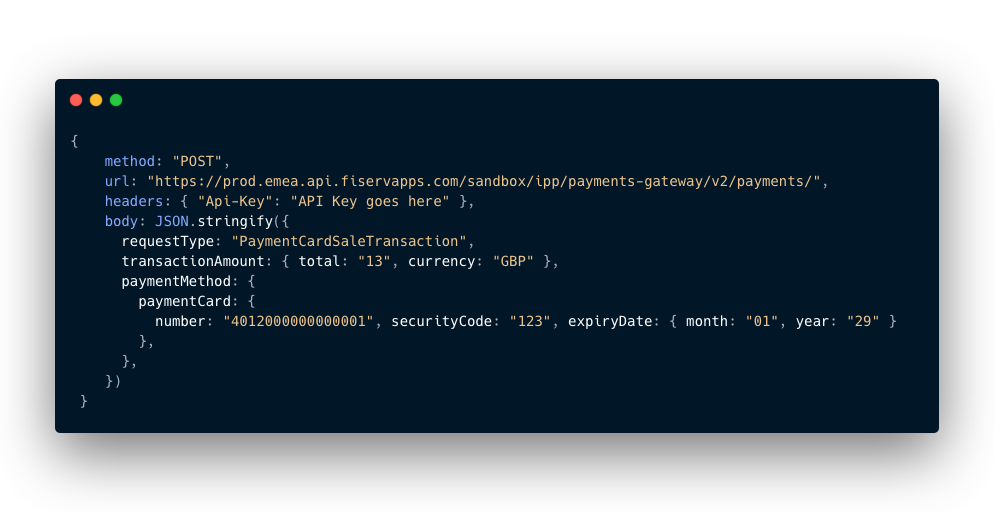 {
method: "POST",
url: "https://prod.emea.api.fiservapps.com/sandbox/ipp/payments-gateway/v2/payments/",
headers: { "Api-Key": "API Key goes here" },
body: JSON.stringify({
requestType: "PaymentCardSaleTransaction",
transactionAmount: { total: "13", currency: "GBP" },
paymentMethod: {
paymentCard: {
number: "4012000000000001", securityCode: "123", expiryDate: { month: "01", year: "29" }
},
},
})
}